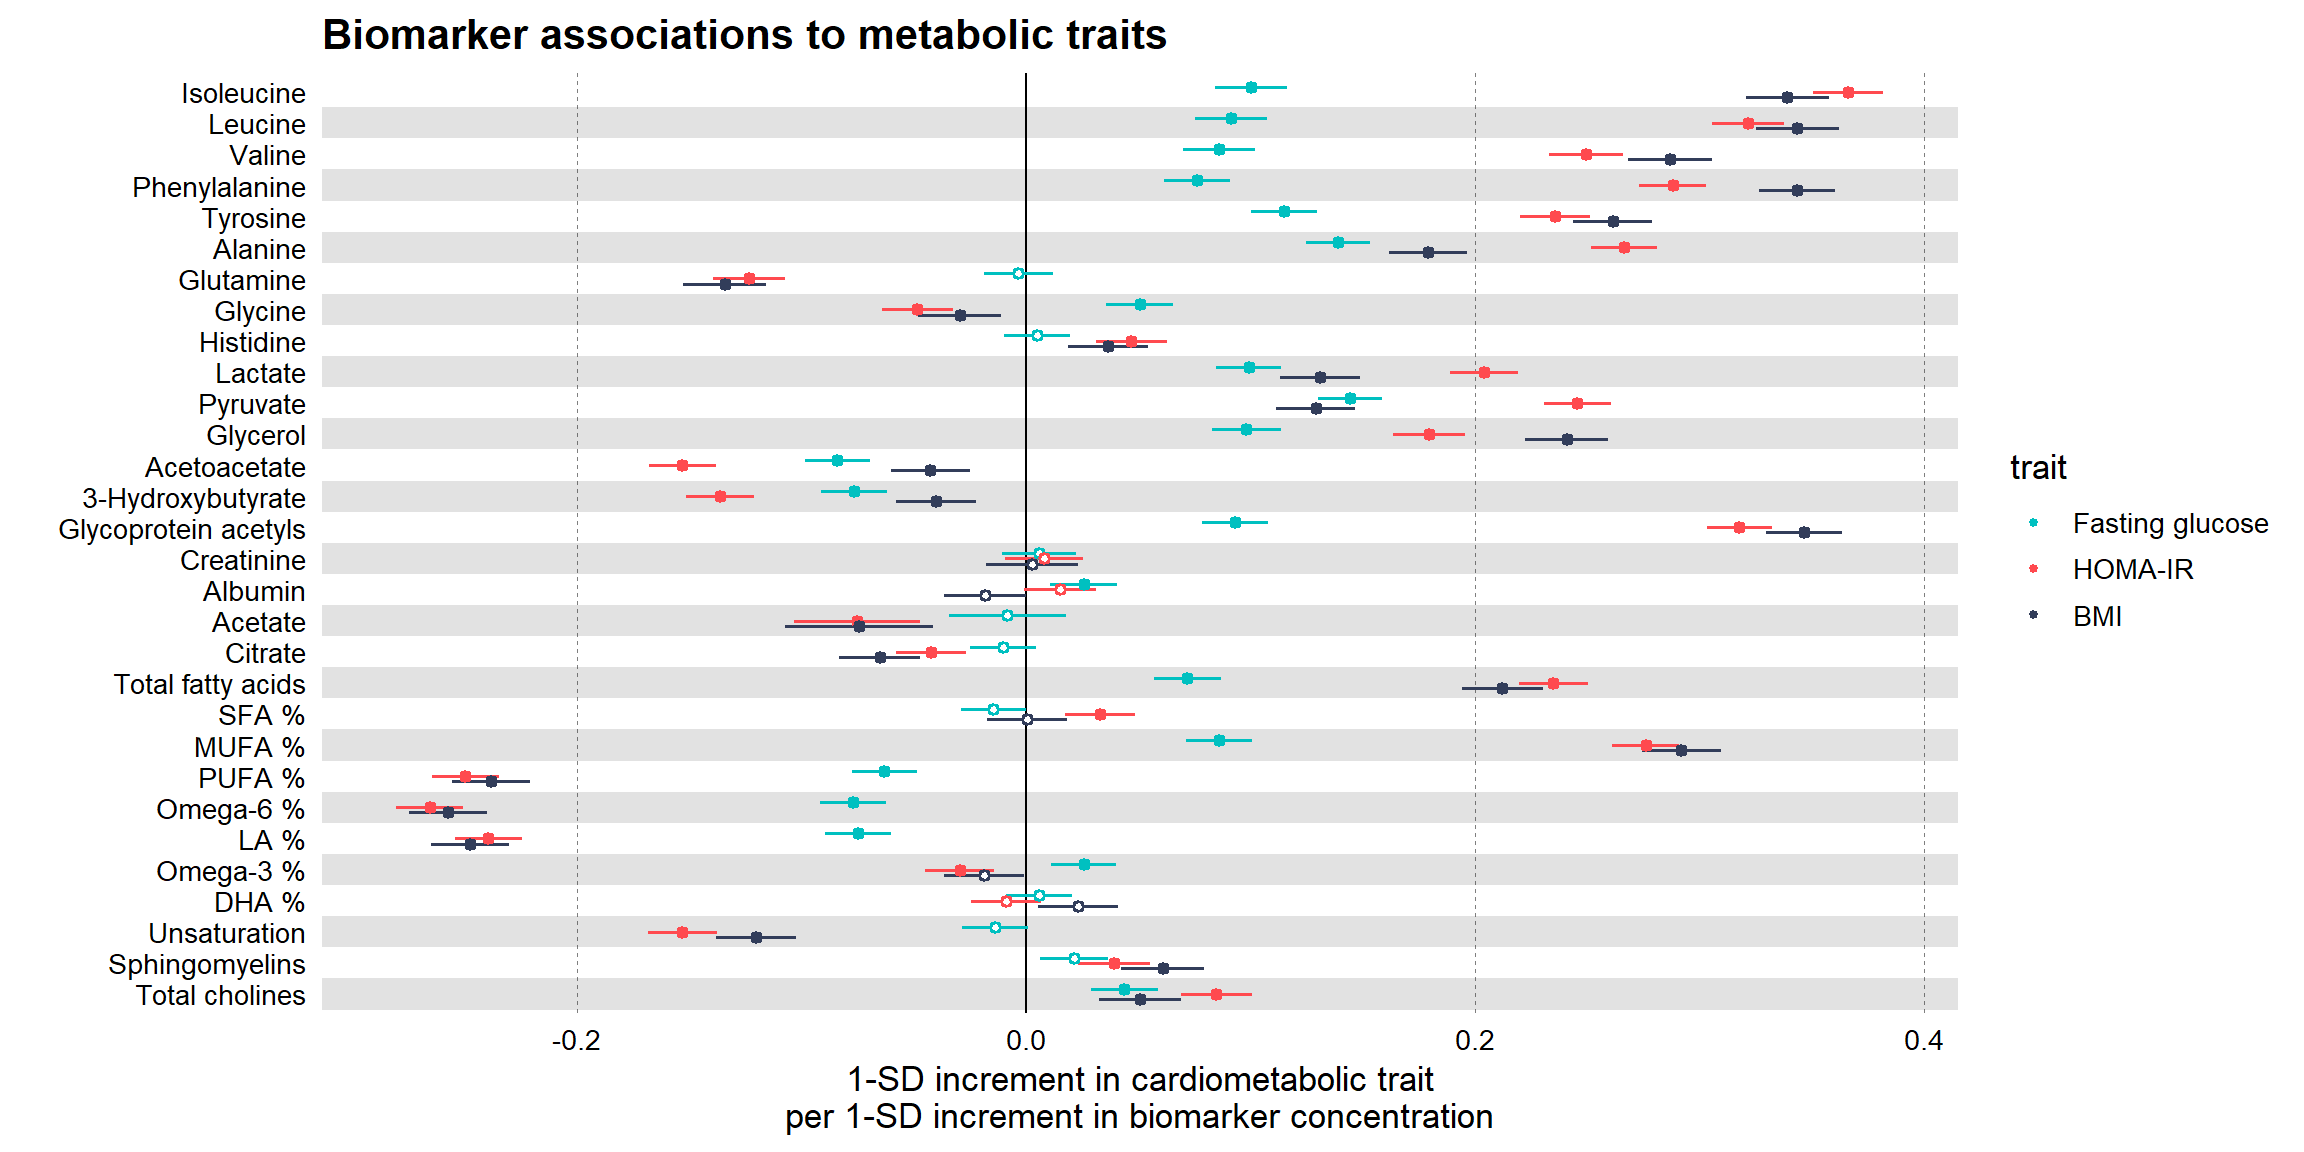 Biomarker associations to metabolic traits
Isoleucine
Leucine
Valine
Phenylalanine
Tyrosine
Alanine
Glutamine
Glycine
Histidine
Lactate
Pyruvate
Glycerol
Acetoacetate
3-Hydroxybutyrate
Glycoprotein acetyls
Creatinine
Albumin
Acetate
Citrate
Total fatty acids
SFA %
MUFA %
PUFA %
Omega-6 %
LA %
Omega-3 %
DHA %
Unsaturation
Sphingomyelins
Total cholines
-0.2 0.0 0.2 0.4
1-SD increment in cardiometabolic trait
per 1-SD increment in biomarker concentration
trait
Fasting glucose
HOMA-IR
BMI